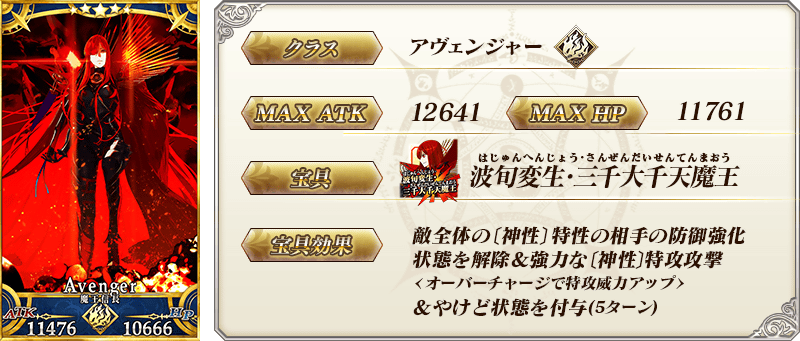 Avenger
魔王信長
ATK HP
11476 10666
クラス アヴェンジャー
MAX ATK 12641 MAX HP 11761
はじゅんへんじょう・さんぜんだいせんてんまおう
宝具 波旬変生・三千大千天魔王
宝具効果 敵全体の〔神性〕特性の相手の防御強化
状態を解除&強力な〔神性〕特攻攻撃
<オーバーチャージで特攻威力アップ>
&やけど状態を付与(5ターン)